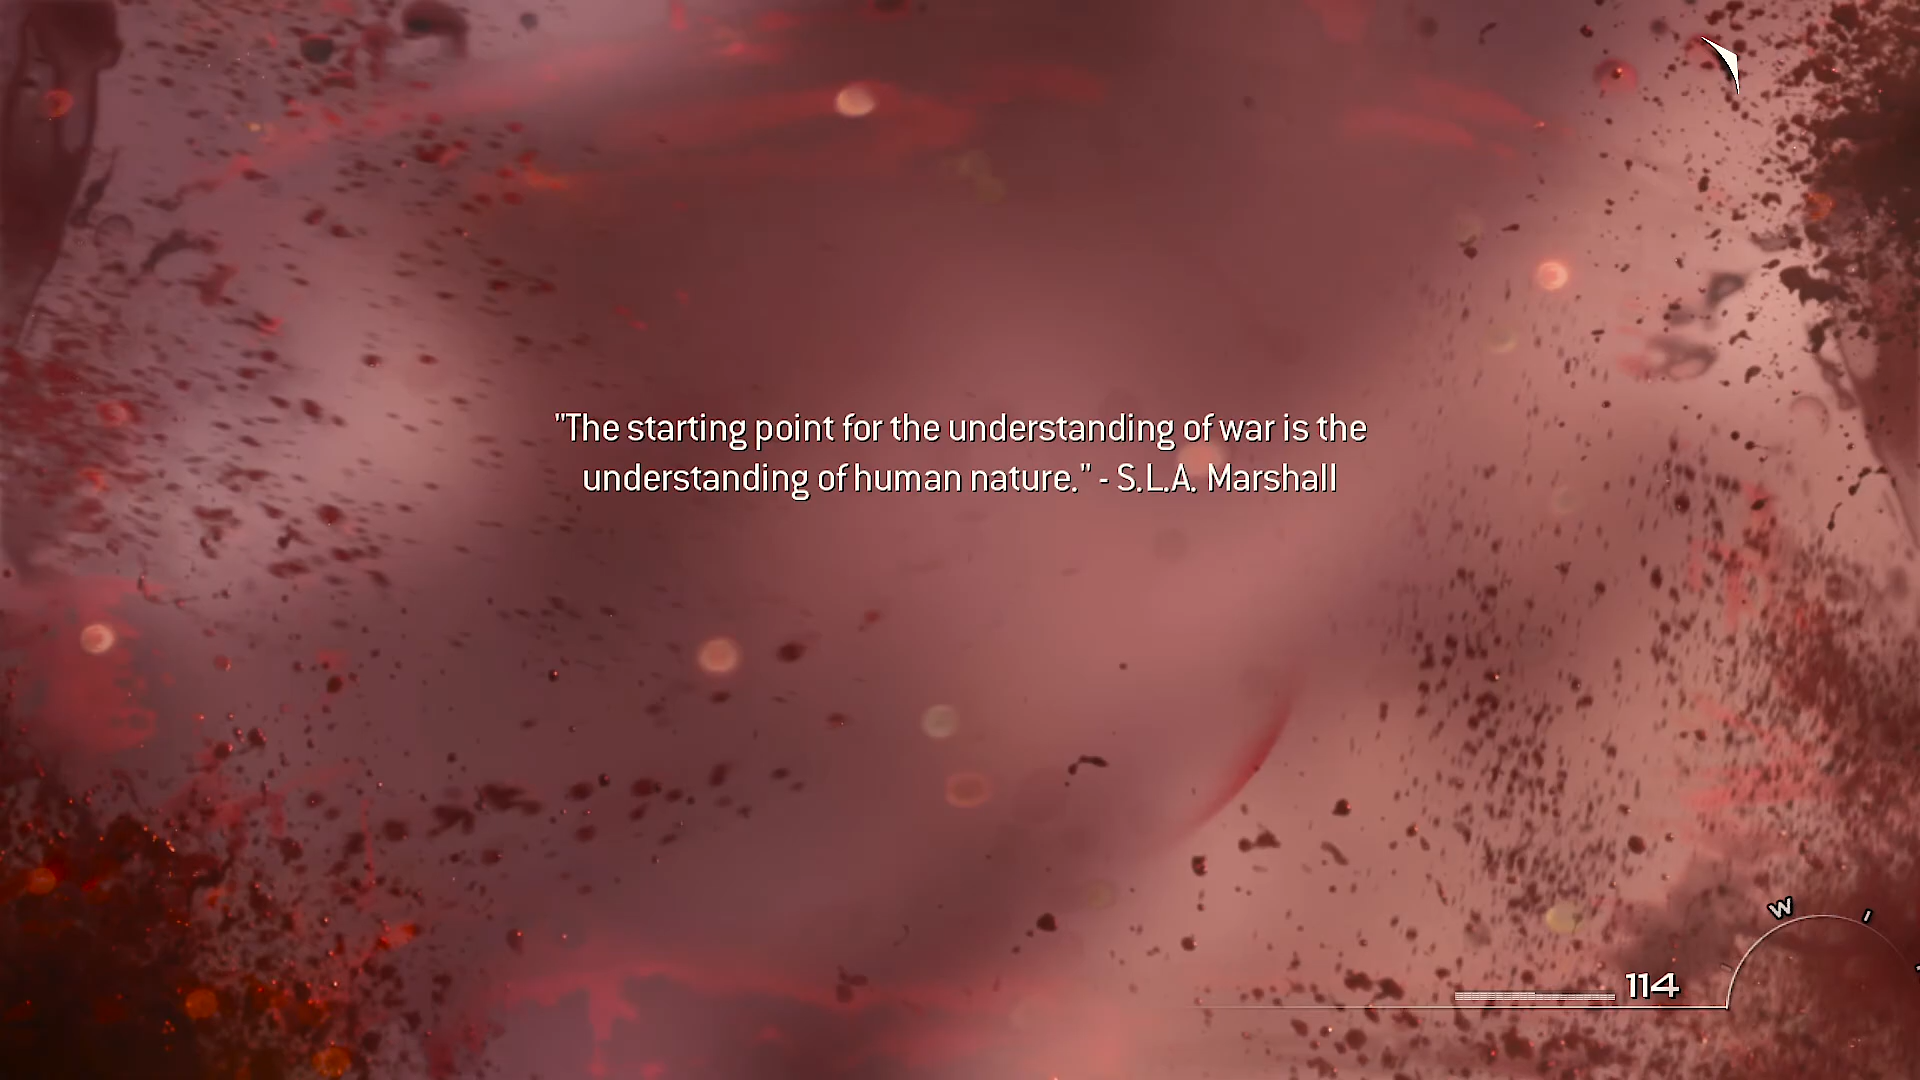 "The starting point for the understanding of war is the
understanding of human nature." - S.L.A. Marshall
W
114